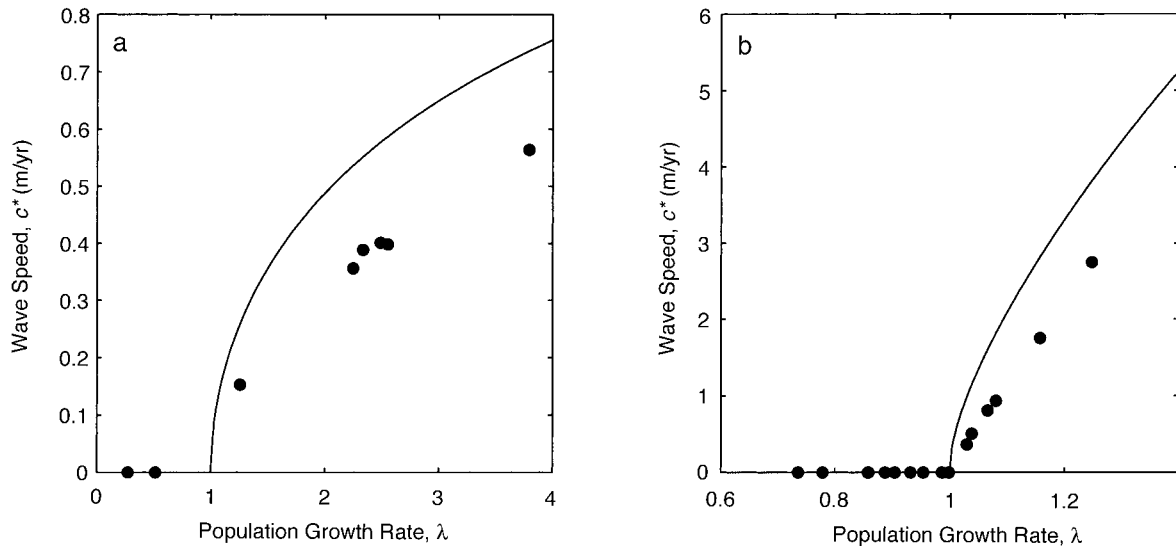 a
0.8
0.7
0.6
0.5
0.4
0.3
0.2
0.1
0
Wave Speed, c* (m/yr)
0 1 2 3 4
Population Growth Rate, λ
b
6
5
4
3
2
1
0
Wave Speed, c* (m/yr)
0.6 0.8 1 1.2
Population Growth Rate, λ